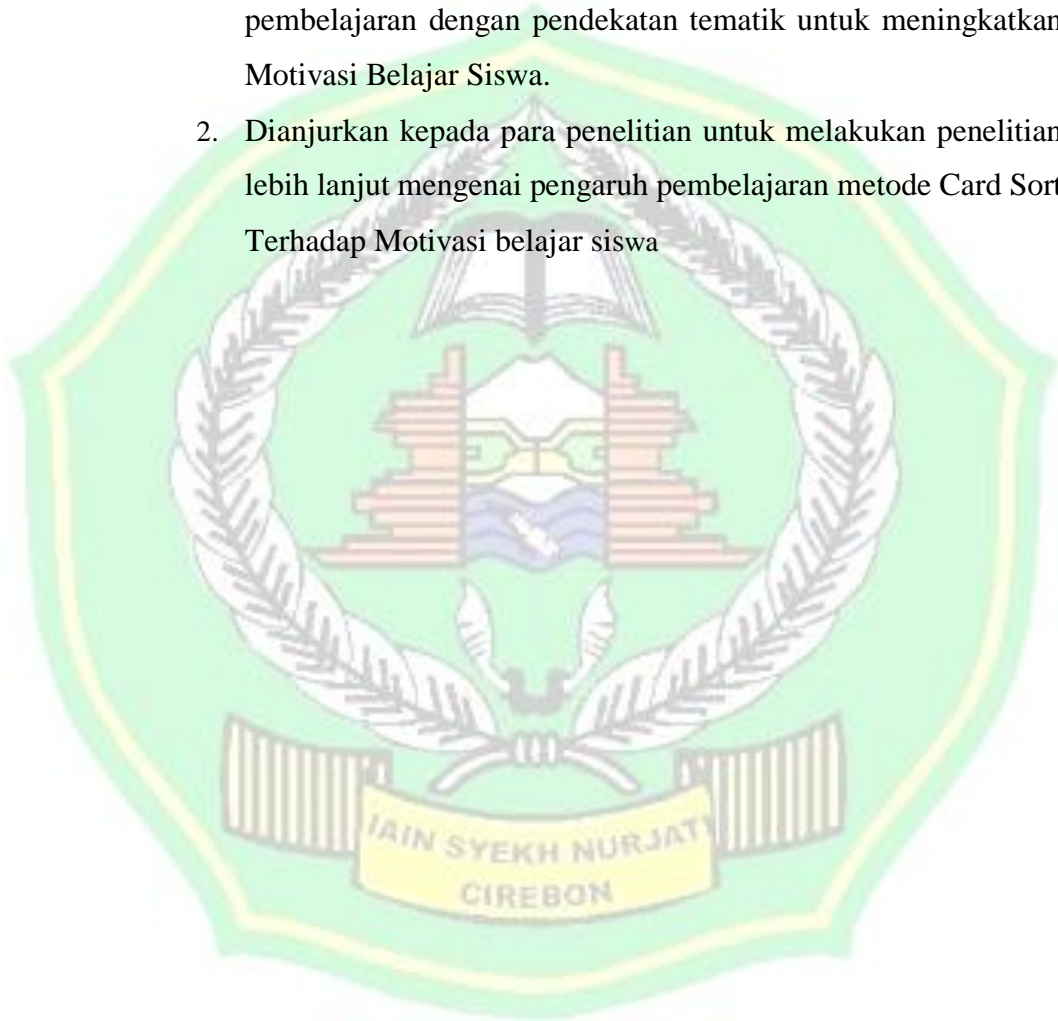 pembelajaran dengan pendekatan tematik untuk meningkatkan
Motivasi Belajar Siswa.
2. Dianjurkan kepada para penelitian untuk melakukan penelitian
lebih lanjut mengenai pengaruh pembelajaran metode Card Sort
Terhadap Motivasi belajar siswa
IAIN SYEKH NURJATI
CIREBON